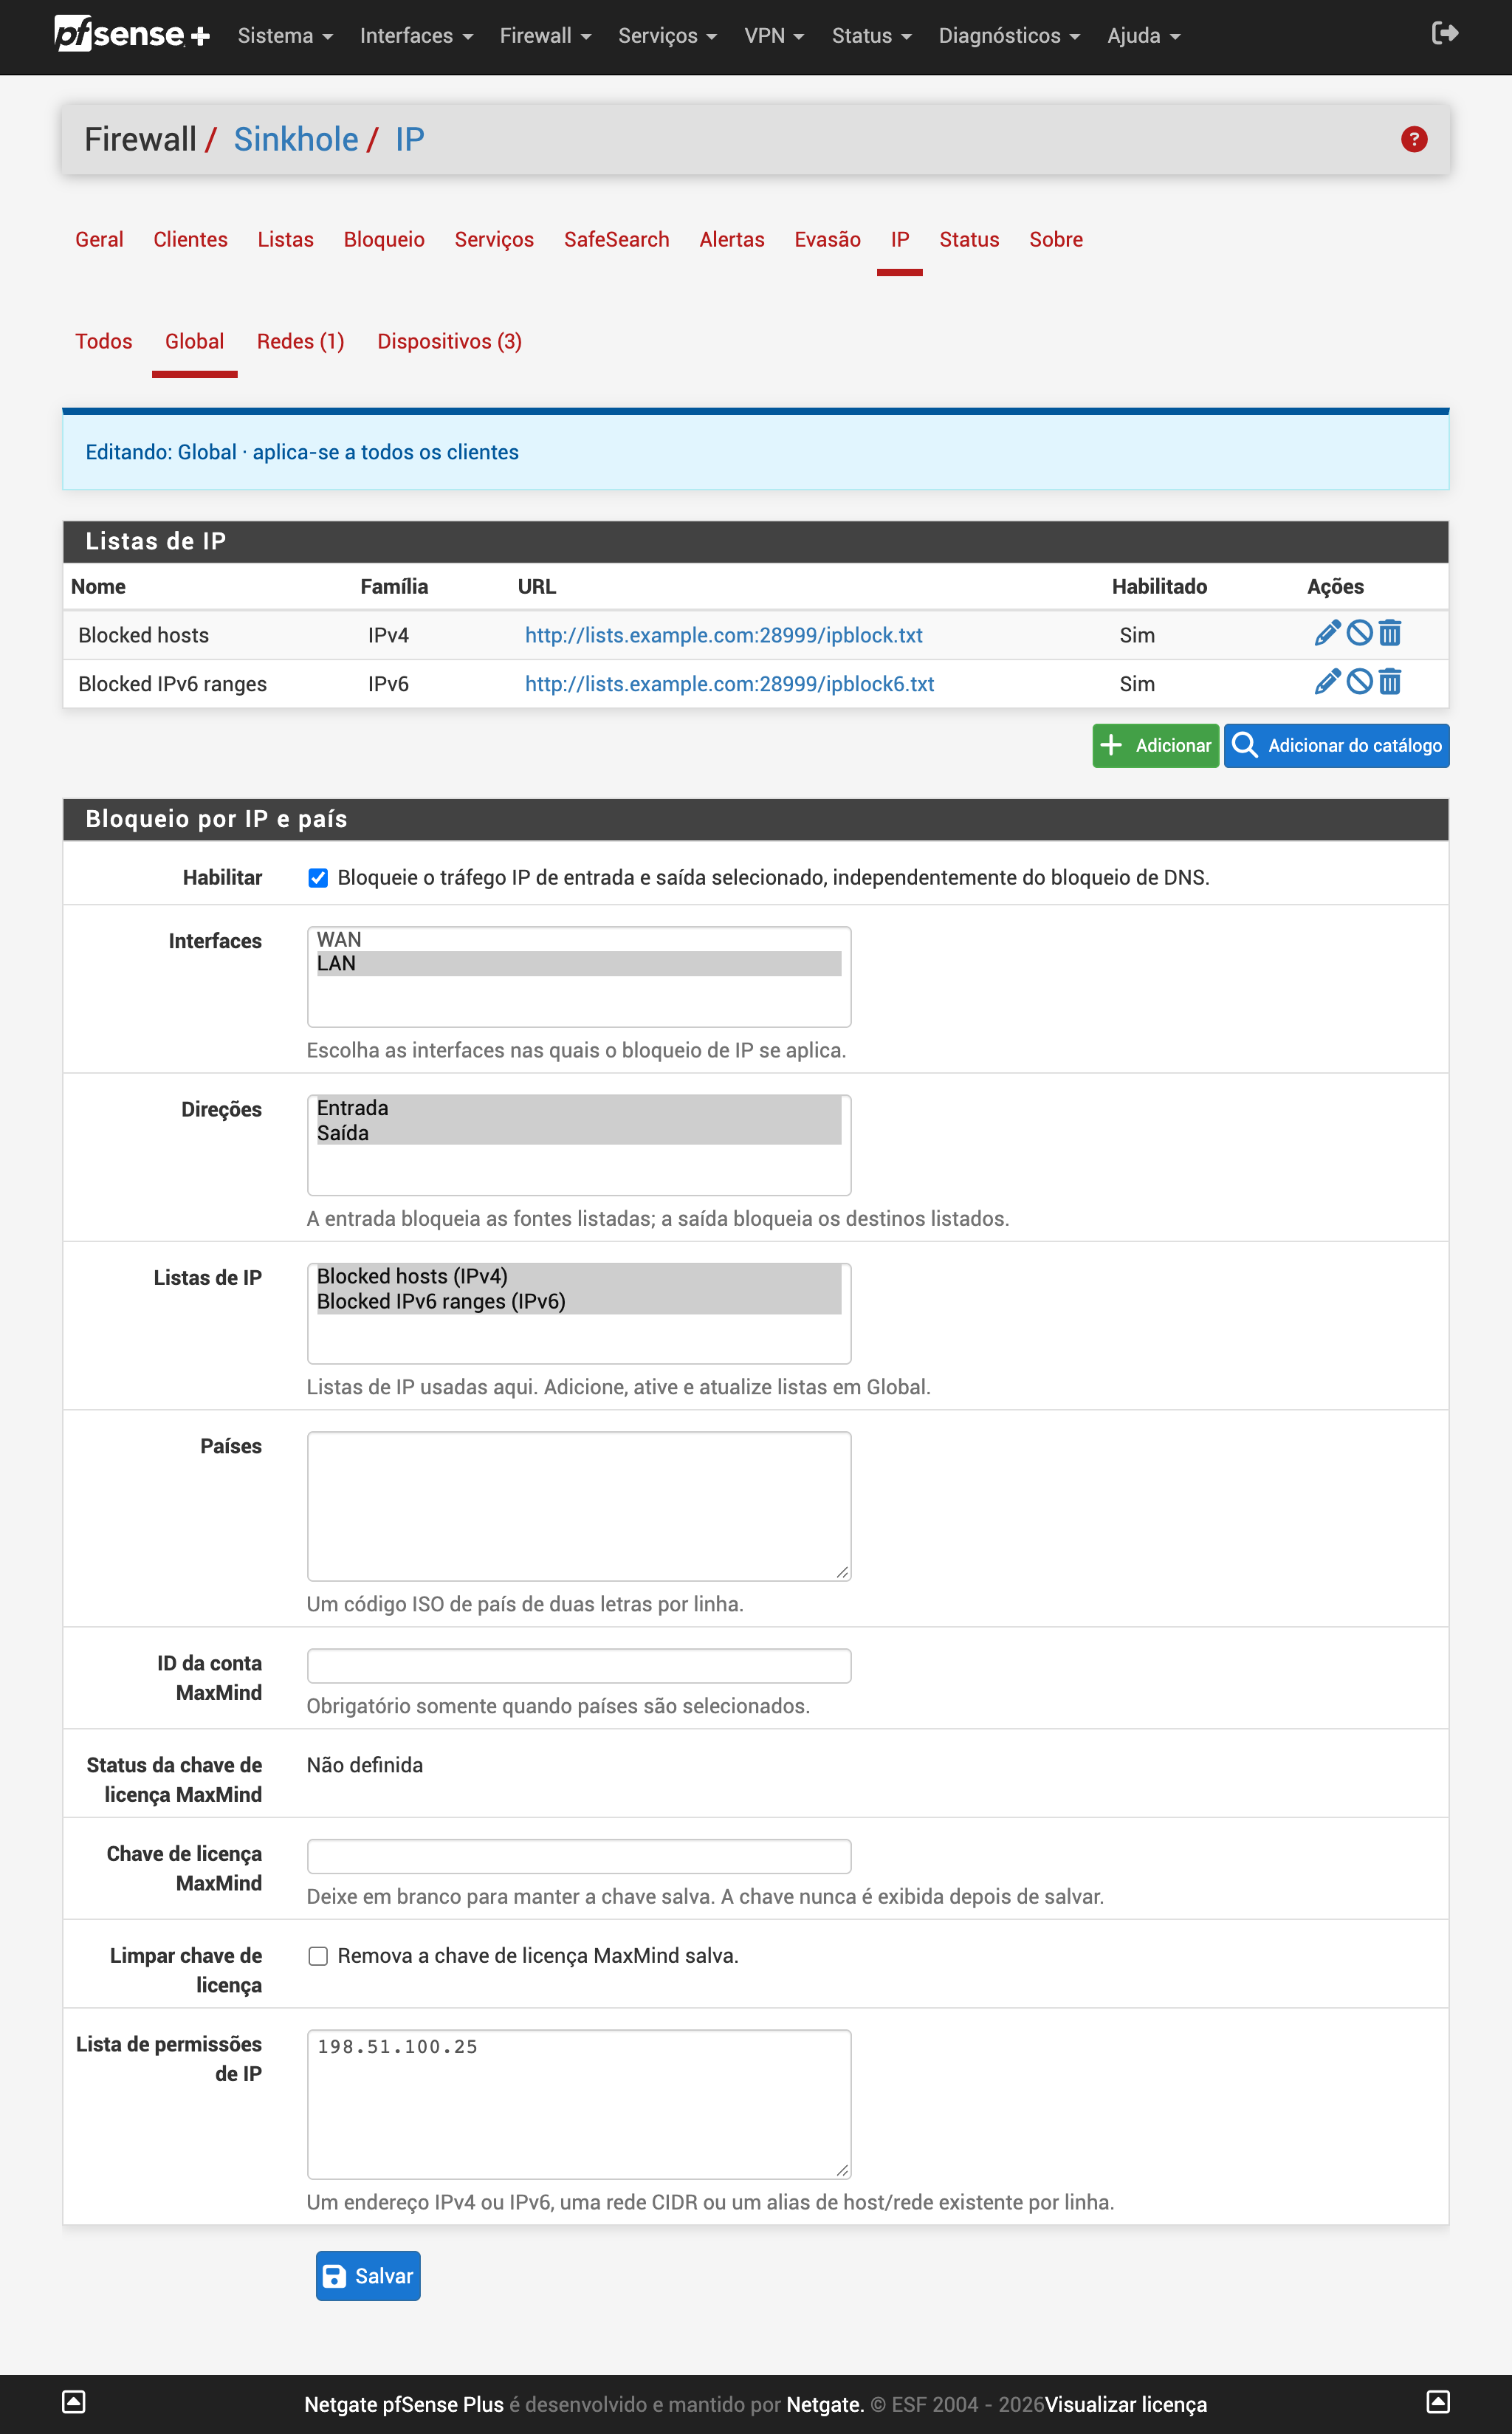 pfsense +
Sistema Interfaces Firewall Serviços VPN Status Diagnósticos Ajuda
Firewall / Sinkhole / IP
?
Geral Clientes Listas Bloqueio Serviços SafeSearch Alertas Evasão IP Status Sobre
Todos Global Redes (1) Dispositivos (3)
Editando: Global · aplica-se a todos os clientes
Listas de IP
Nome Família URL Habilitado Ações
Blocked hosts IPv4 http://lists.example.com:28999/ipblock.txt Sim
Blocked IPv6 ranges IPv6 http://lists.example.com:28999/ipblock6.txt Sim
Adicionar Adicionar do catálogo
Bloqueio por IP e país
Habilitar Bloqueie o tráfego IP de entrada e saída selecionado, independentemente do bloqueio de DNS.
Interfaces
WAN
LAN
Escolha as interfaces nas quais o bloqueio de IP se aplica.
Direções
Entrada
Saída
A entrada bloqueia as fontes listadas; a saída bloqueia os destinos listados.
Listas de IP
Blocked hosts (IPv4)
Blocked IPv6 ranges (IPv6)
Listas de IP usadas aqui. Adicione, ative e atualize listas em Global.
Países
Um código ISO de país de duas letras por linha.
ID da conta
MaxMind
Obrigatório somente quando países são selecionados.
Status da chave de
licença MaxMind
Não definida
Chave de licença
MaxMind
Deixe em branco para manter a chave salva. A chave nunca é exibida depois de salvar.
Limpar chave de
licença
Remova a chave de licença MaxMind salva.
Lista de permissões
de IP
198.51.100.25
Um endereço IPv4 ou IPv6, uma rede CIDR ou um alias de host/rede existente por linha.
Salvar
Netgate pfSense Plus é desenvolvido e mantido por Netgate. © ESF 2004 - 2026Visualizar licença